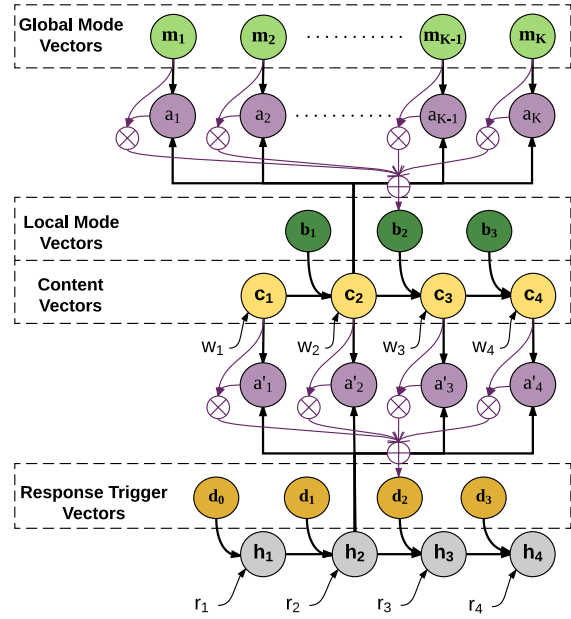 Global Mode
Vectors
m1 m2 .......... mK-1 mK
a1 a2 ............ aK-1 aK
Local Mode
Vectors
b1 b2 b3
Content
Vectors
c1 c2 c3 c4
w1 w2 w3 w4
a'1 a'2 a'3 a'4
Response Trigger
Vectors
d0 d1 d2 d3
h1 h2 h3 h4
r1 r2 r3 r4